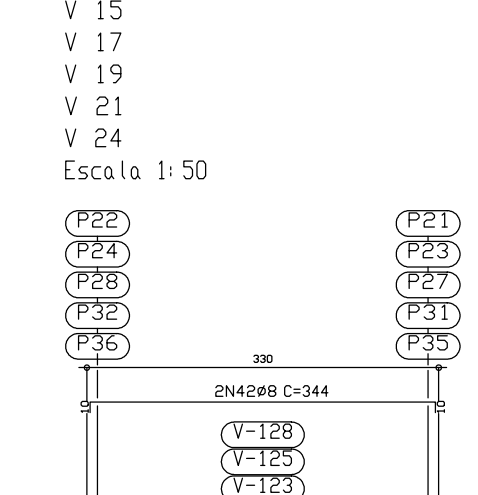 V 15
V 17
V 19
V 21
V 24
Escala 1:50
P22 P21
P24 P23
P28 P27
P32 P31
P36 P35
330
2N42ø8 C=344
10 10
V-128
V-125
V-123